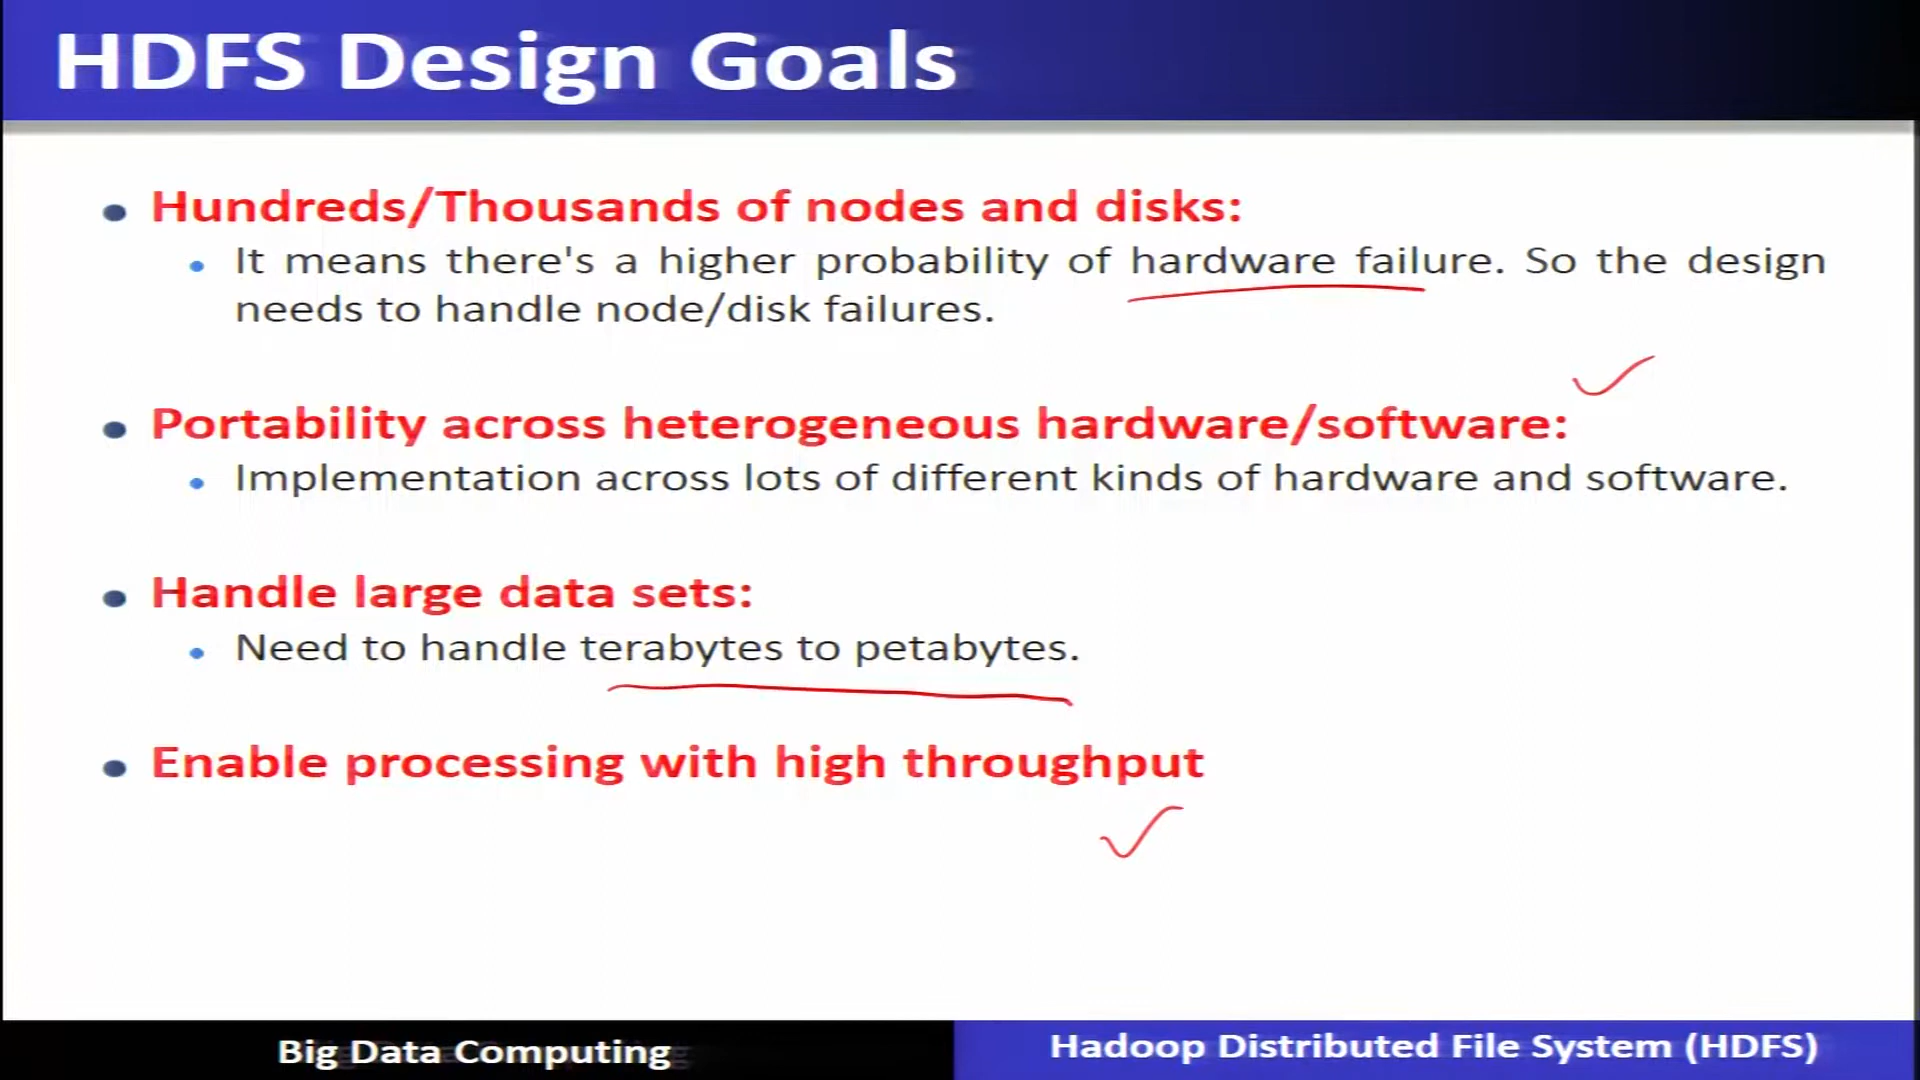 HDFS Design Goals
Hundreds/Thousands of nodes and disks:
It means there's a higher probability of hardware failure. So the design
needs to handle node/disk failures.
Portability across heterogeneous hardware/software:
Implementation across lots of different kinds of hardware and software.
Handle large data sets:
Need to handle terabytes to petabytes.
Enable processing with high throughput
Big Data Computing
Hadoop Distributed File System (HDFS)